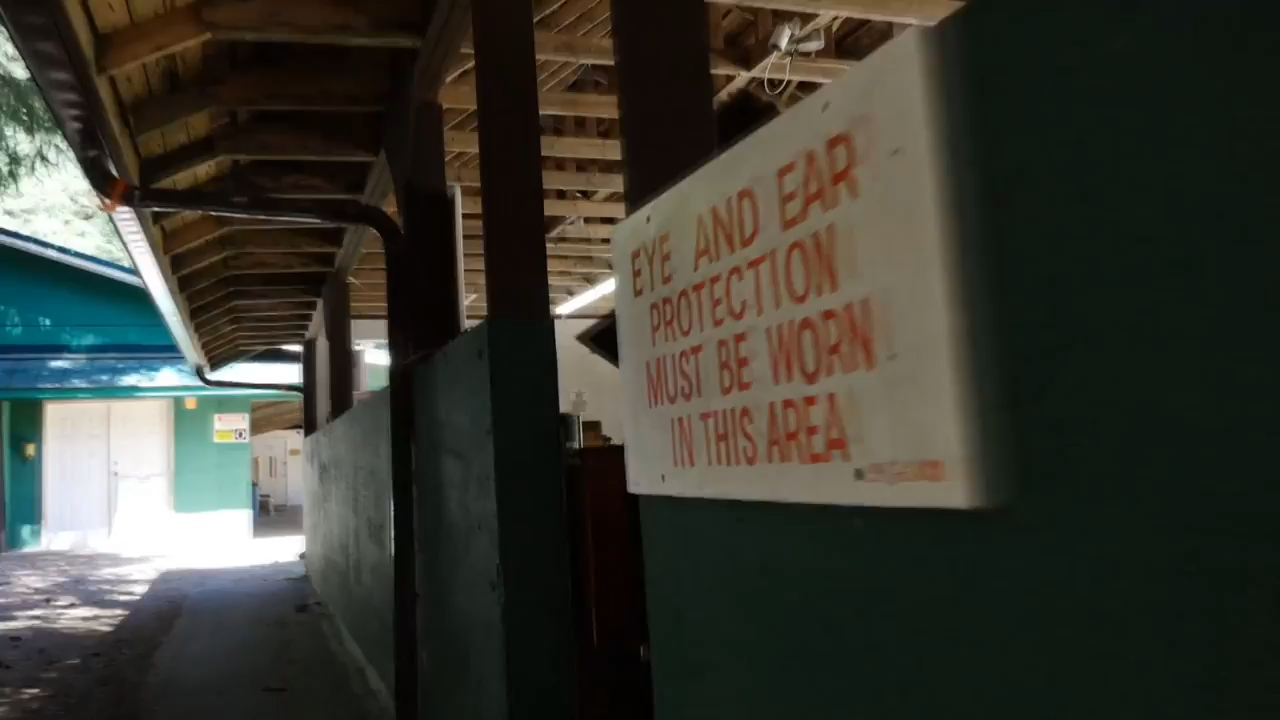 EYE AND EAR
PROTECTION
MUST BE WORN
IN THIS AREA